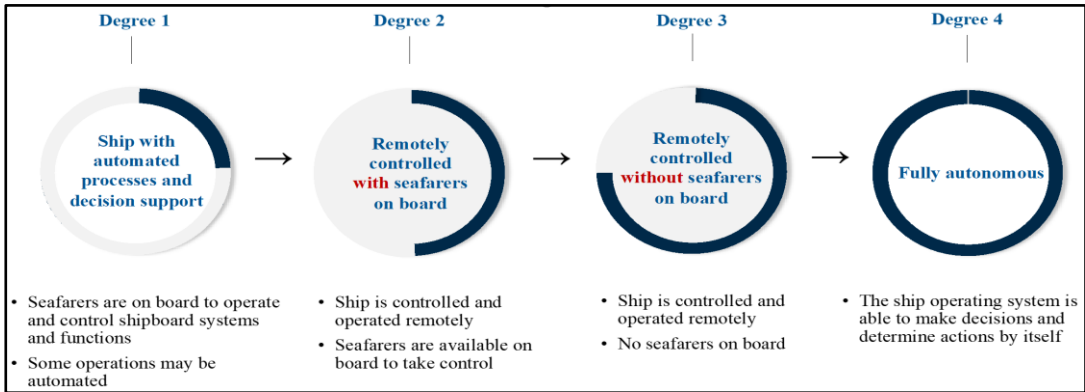 Degree 1
Degree 2
Degree 3
Degree 4
Ship with
automated
processes and
decision support
→
Remotely
controlled
with seafarers
on board
→
Remotely
controlled
without seafarers
on board
→
Fully autonomous
• Seafarers are on board to operate
and control shipboard systems
and functions
• Some operations may be
automated
• Ship is controlled and
operated remotely
• Seafarers are available on
board to take control
• Ship is controlled and
operated remotely
• No seafarers on board
• The ship operating system is
able to make decisions and
determine actions by itself